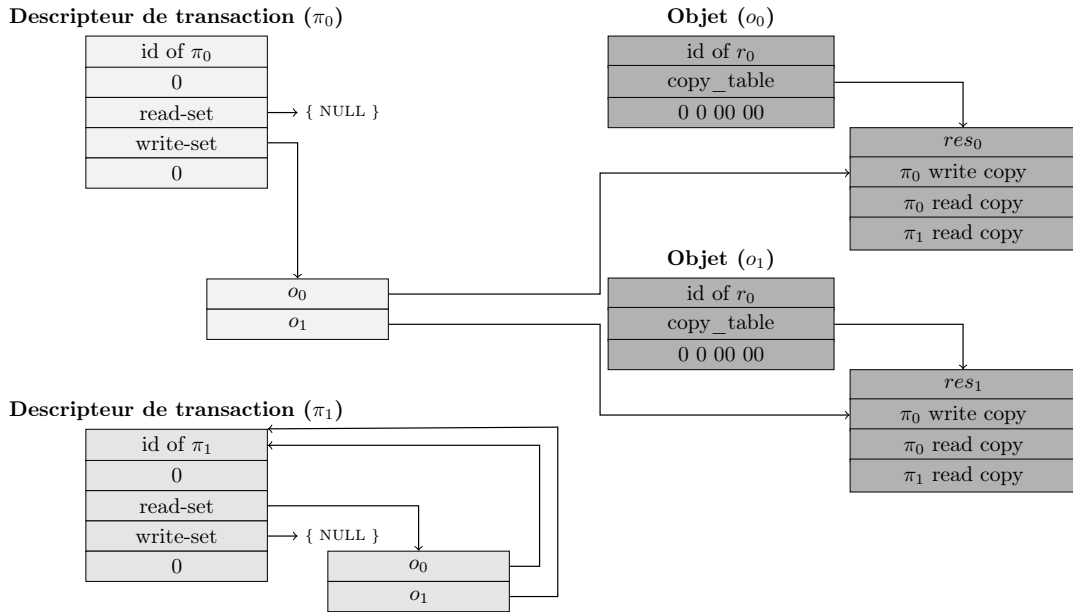 Descripteur de transaction (π₀)
id of π₀
0
read-set
{ NULL }
write-set
0
o₀
o₁
Objet (o₀)
id of r₀
copy_table
0 0 00 00
res₀
π₀ write copy
π₀ read copy
π₁ read copy
Objet (o₁)
id of r₀
copy_table
0 0 00 00
res₁
π₀ write copy
π₀ read copy
π₁ read copy
Descripteur de transaction (π₁)
id of π₁
0
read-set
write-set
{ NULL }
0
o₀
o₁